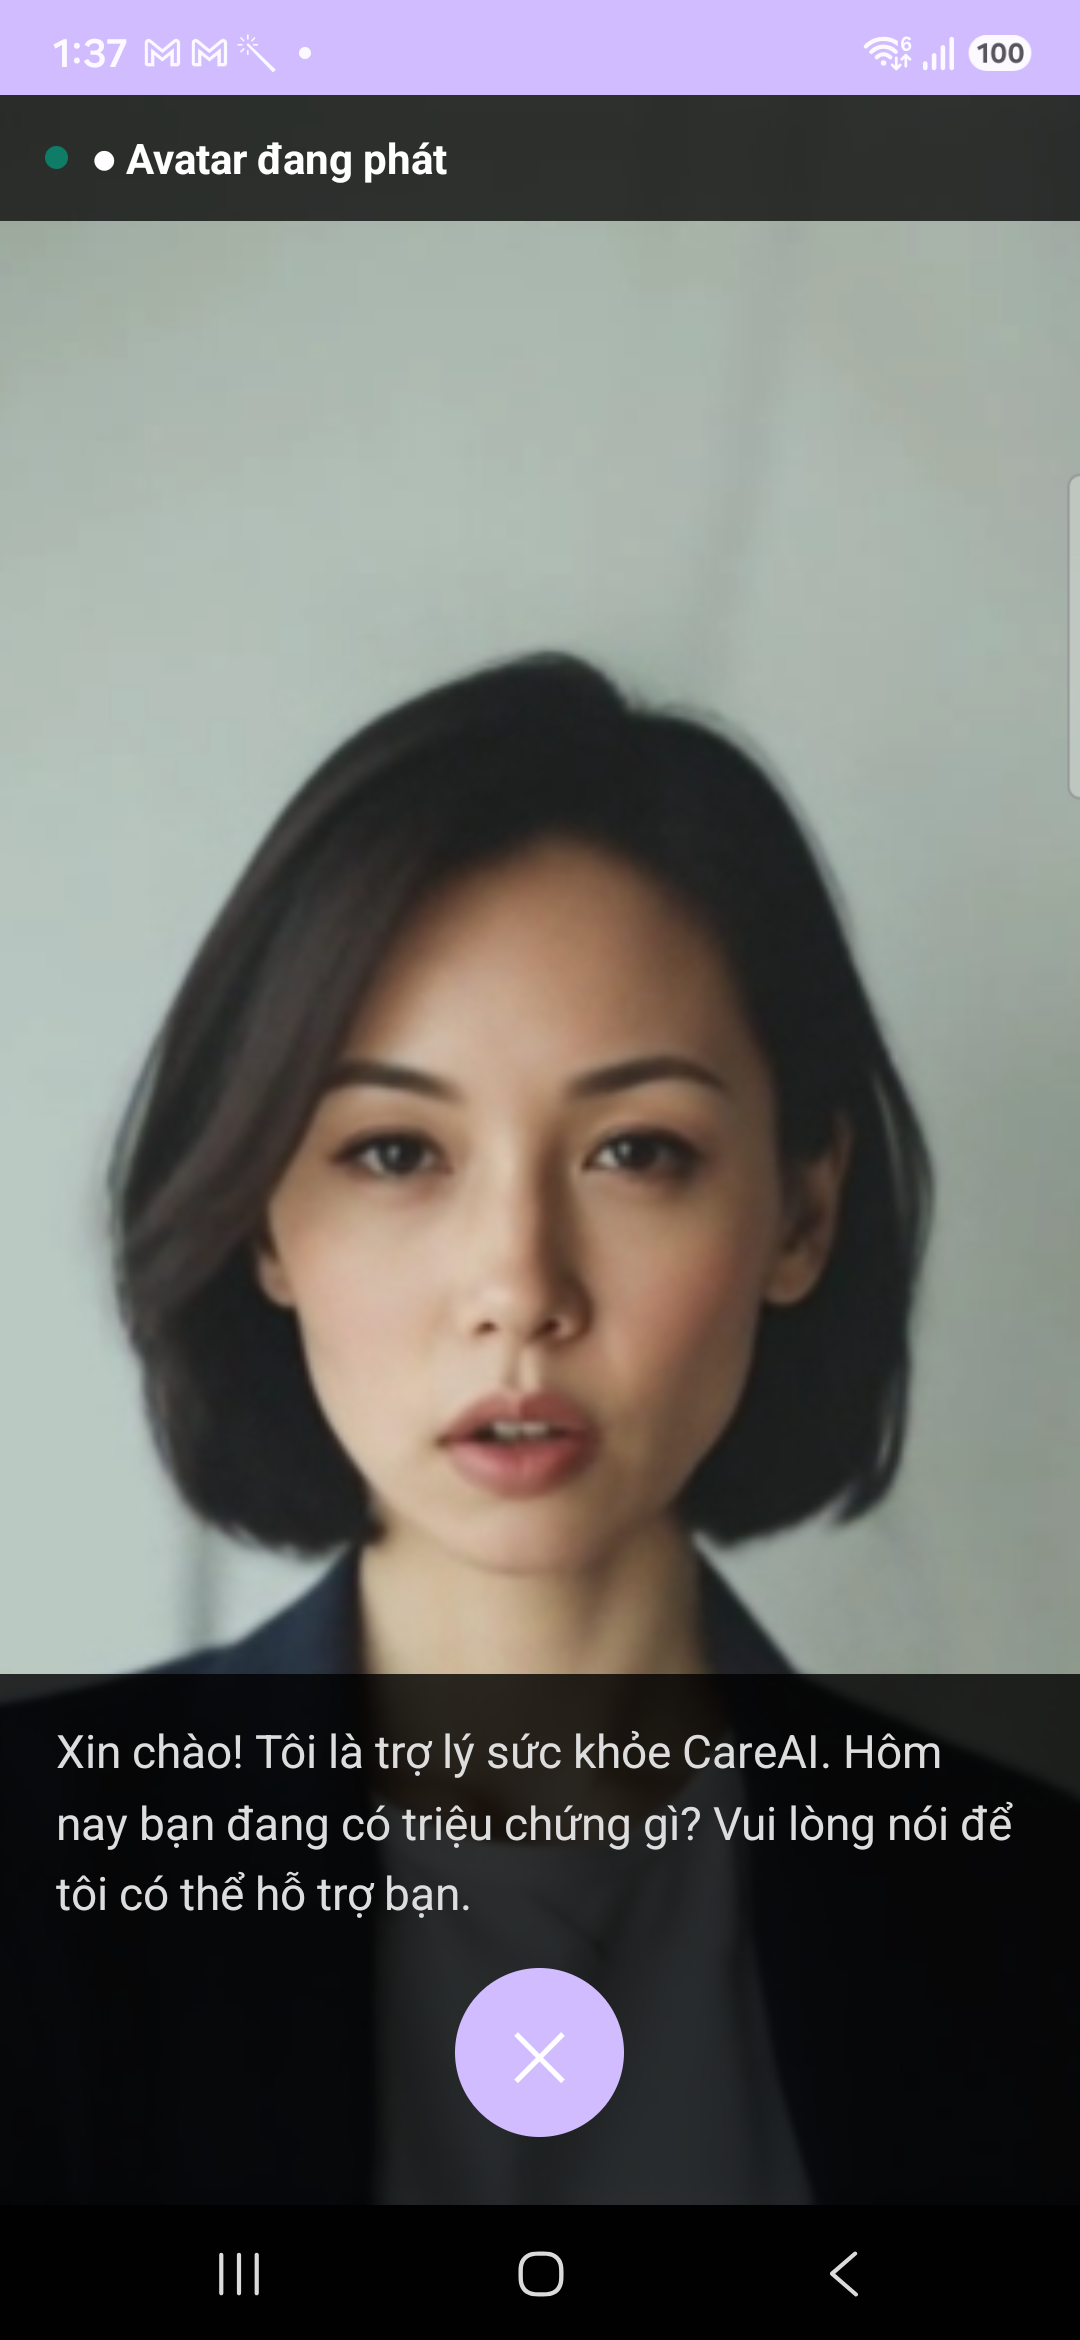 1:37
6
100
Avatar đang phát
Xin chào! Tôi là trợ lý sức khỏe CareAI. Hôm
nay bạn đang có triệu chứng gì? Vui lòng nói để
tôi có thể hỗ trợ bạn.